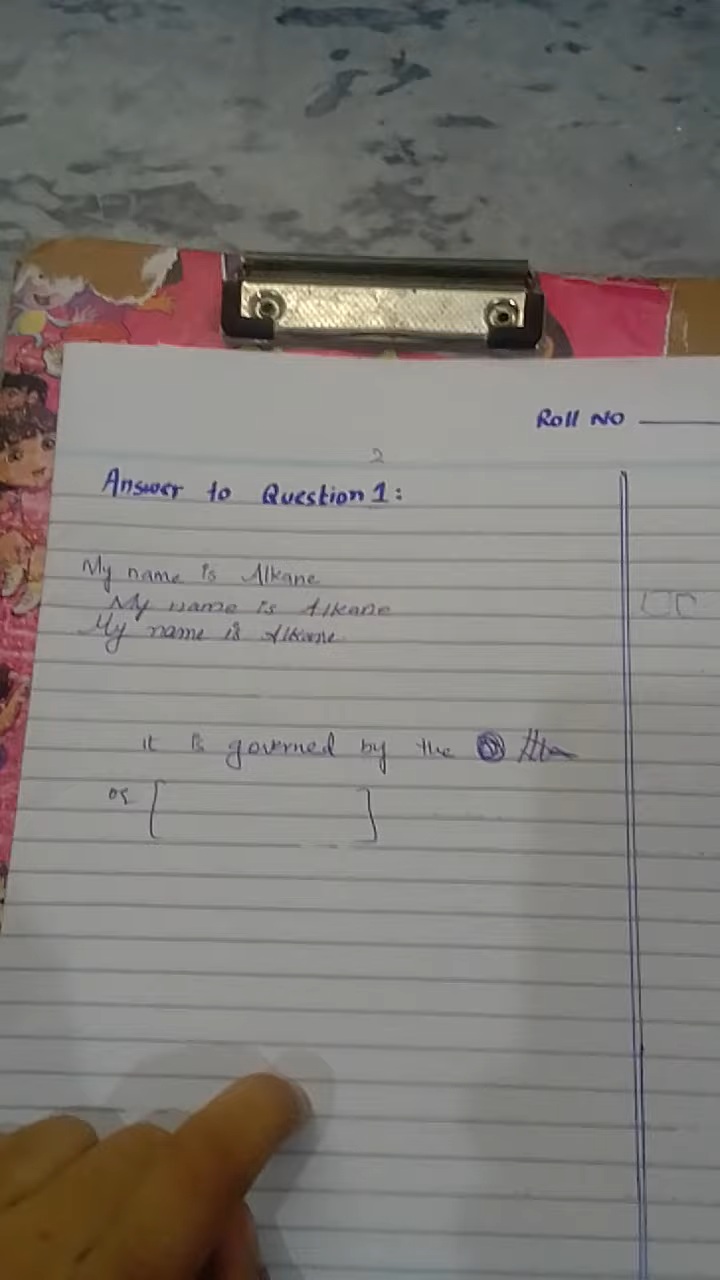 Roll No
2
Answer to Question 1:
My name is Alkane
My name is Alkane
My name is Alkane
it is governed by the
or